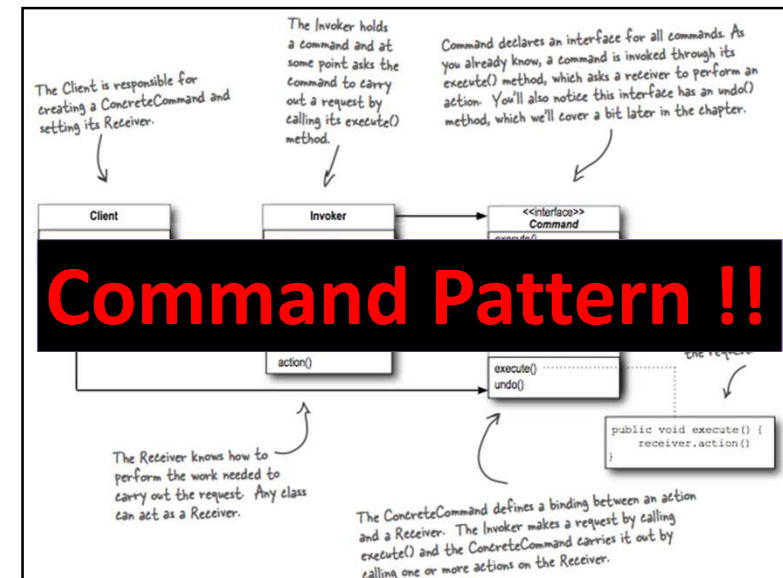 The Client is responsible for
creating a ConcreteCommand and
setting its Receiver.
The Invoker holds
a command and at
some point asks the
command to carry
out a request by
calling its execute()
method.
Command declares an interface for all commands. As
you already know, a command is invoked through its
execute() method, which asks a receiver to perform an
action. You'll also notice this interface has an undo()
method, which we'll cover a bit later in the chapter.
Client
Invoker
<<interface>>
Command
execute()
Command Pattern !!
the request
action()
execute()
undo()
public void execute() {
receiver.action()
}
The Receiver knows how to
perform the work needed to
carry out the request. Any class
can act as a Receiver.
The ConcreteCommand defines a binding between an action
and a Receiver. The Invoker makes a request by calling
execute() and the ConcreteCommand carries it out by
calling one or more actions on the Receiver.